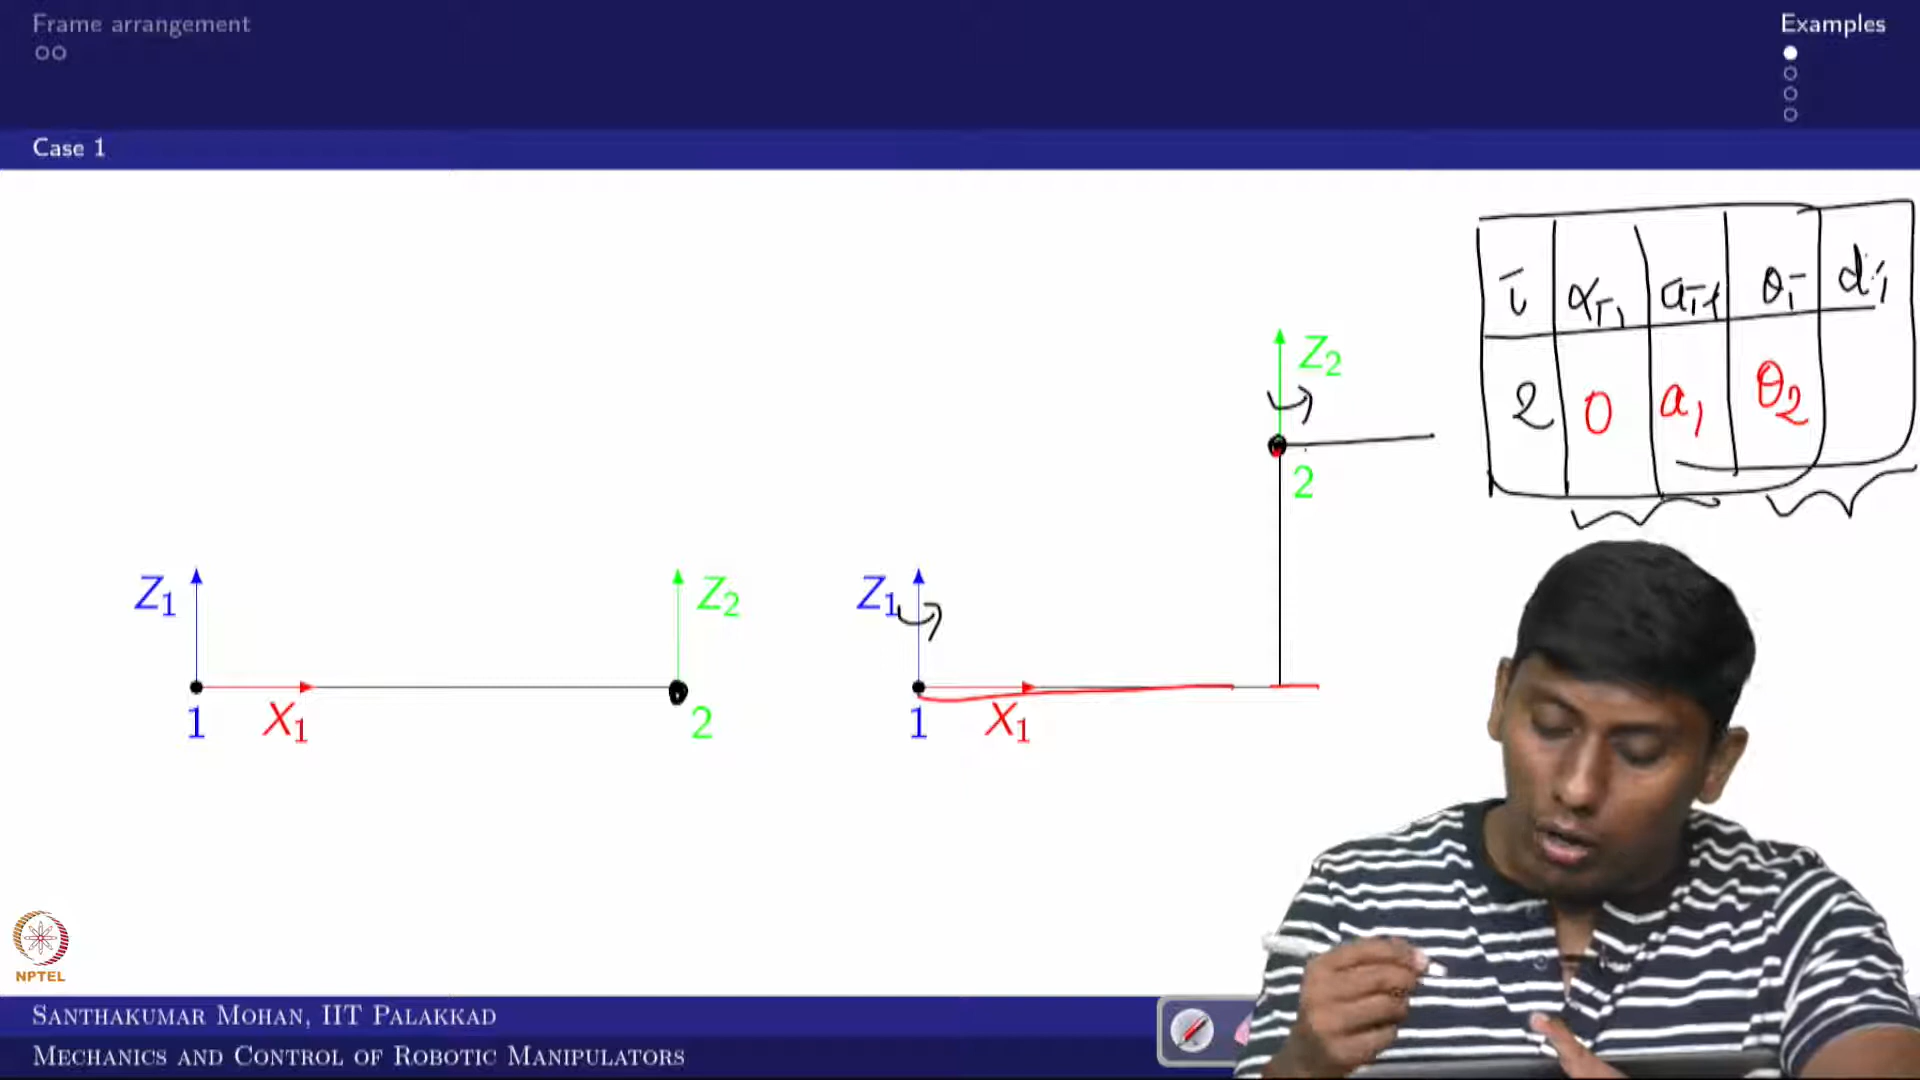 Frame arrangement
Examples
Case 1
i αi-1 ai-1 θi di
2 0 a1 θ2
Z2
2
Z1
Z2
Z1
1
X1
2
1
X1
NPTEL
SANTHAKUMAR MOHAN, IIT PALAKKAD
MECHANICS AND CONTROL OF ROBOTIC MANIPULATORS